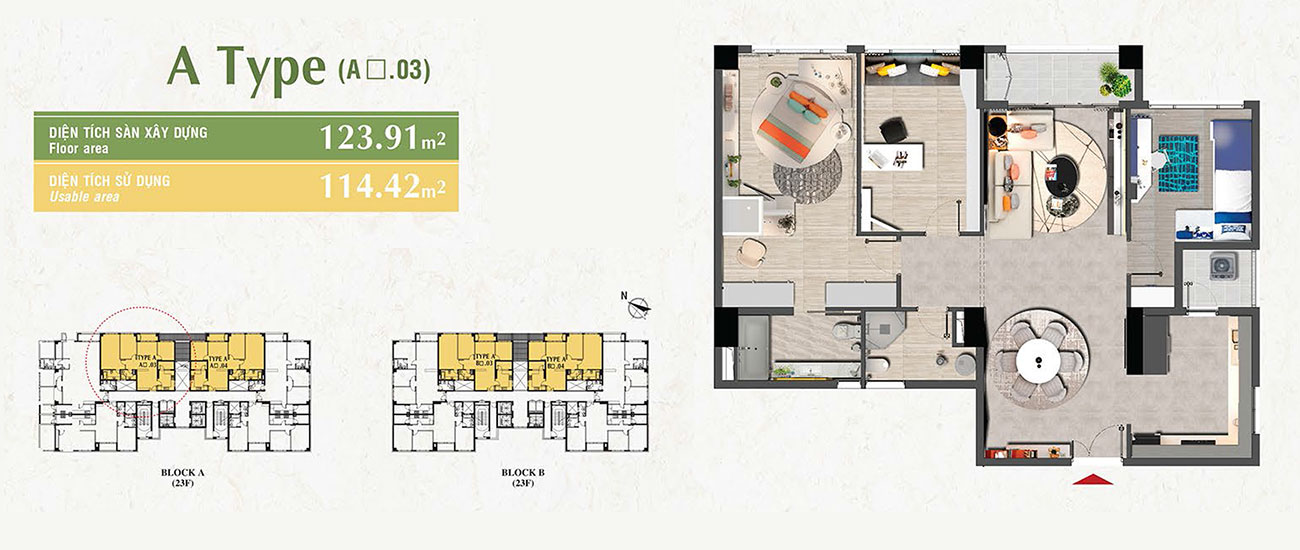 A Type (A □.03)
DIỆN TÍCH SÀN XÂY DỰNG
Floor area
123.91m2
DIỆN TÍCH SỬ DỤNG
Usable area
114.42m2
N
TYPE A
A□.03
TYPE A
A□.04
TYPE A
B□.03
TYPE A
B□.04
BLOCK A
(23F)
BLOCK B
(23F)